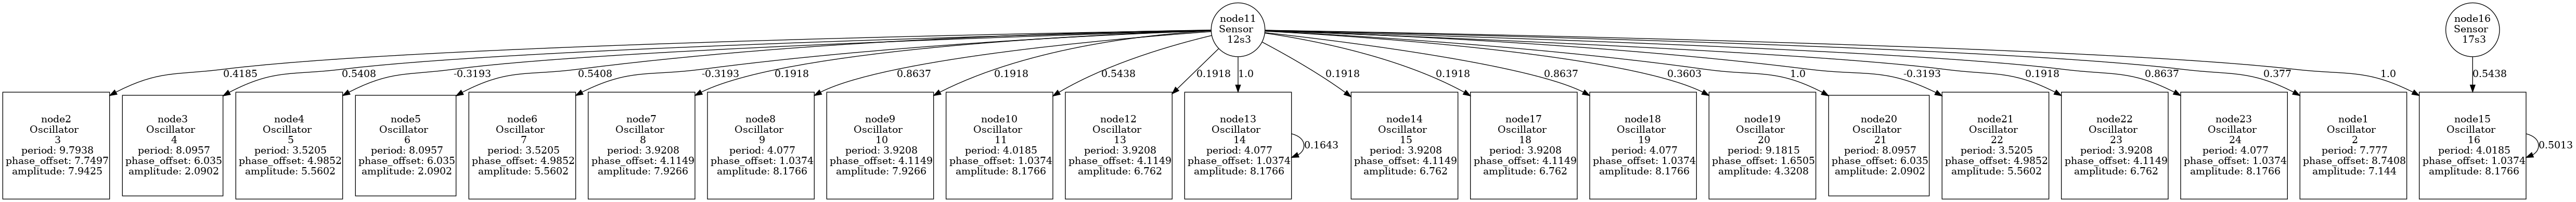 node11
Sensor
12s3
node16
Sensor
17s3
0.4185
0.5408
-0.3193
0.5408
-0.3193
0.1918
0.8637
0.1918
0.5438
0.1918
1.0
0.1918
0.1918
0.8637
0.3603
1.0
-0.3193
0.1918
0.8637
0.377
1.0
0.5438
node2
Oscillator
3
period: 9.7938
phase_offset: 7.7497
amplitude: 7.9425
node3
Oscillator
4
period: 8.0957
phase_offset: 6.035
amplitude: 2.0902
node4
Oscillator
5
period: 3.5205
phase_offset: 4.9852
amplitude: 5.5602
node5
Oscillator
6
period: 8.0957
phase_offset: 6.035
amplitude: 2.0902
node6
Oscillator
7
period: 3.5205
phase_offset: 4.9852
amplitude: 5.5602
node7
Oscillator
8
period: 3.9208
phase_offset: 4.1149
amplitude: 7.9266
node8
Oscillator
9
period: 4.077
phase_offset: 1.0374
amplitude: 8.1766
node9
Oscillator
10
period: 3.9208
phase_offset: 4.1149
amplitude: 7.9266
node10
Oscillator
11
period: 4.0185
phase_offset: 1.0374
amplitude: 8.1766
node12
Oscillator
13
period: 3.9208
phase_offset: 4.1149
amplitude: 6.762
node13
Oscillator
14
period: 4.077
phase_offset: 1.0374
amplitude: 8.1766
0.1643
node14
Oscillator
15
period: 3.9208
phase_offset: 4.1149
amplitude: 6.762
node17
Oscillator
18
period: 3.9208
phase_offset: 4.1149
amplitude: 6.762
node18
Oscillator
19
period: 4.077
phase_offset: 1.0374
amplitude: 8.1766
node19
Oscillator
20
period: 9.1815
phase_offset: 1.6505
amplitude: 4.3208
node20
Oscillator
21
period: 8.0957
phase_offset: 6.035
amplitude: 2.0902
node21
Oscillator
22
period: 3.5205
phase_offset: 4.9852
amplitude: 5.5602
node22
Oscillator
23
period: 3.9208
phase_offset: 4.1149
amplitude: 6.762
node23
Oscillator
24
period: 4.077
phase_offset: 1.0374
amplitude: 8.1766
node1
Oscillator
2
period: 7.777
phase_offset: 8.7408
amplitude: 7.144
node15
Oscillator
16
period: 4.0185
phase_offset: 1.0374
amplitude: 8.1766
0.5013